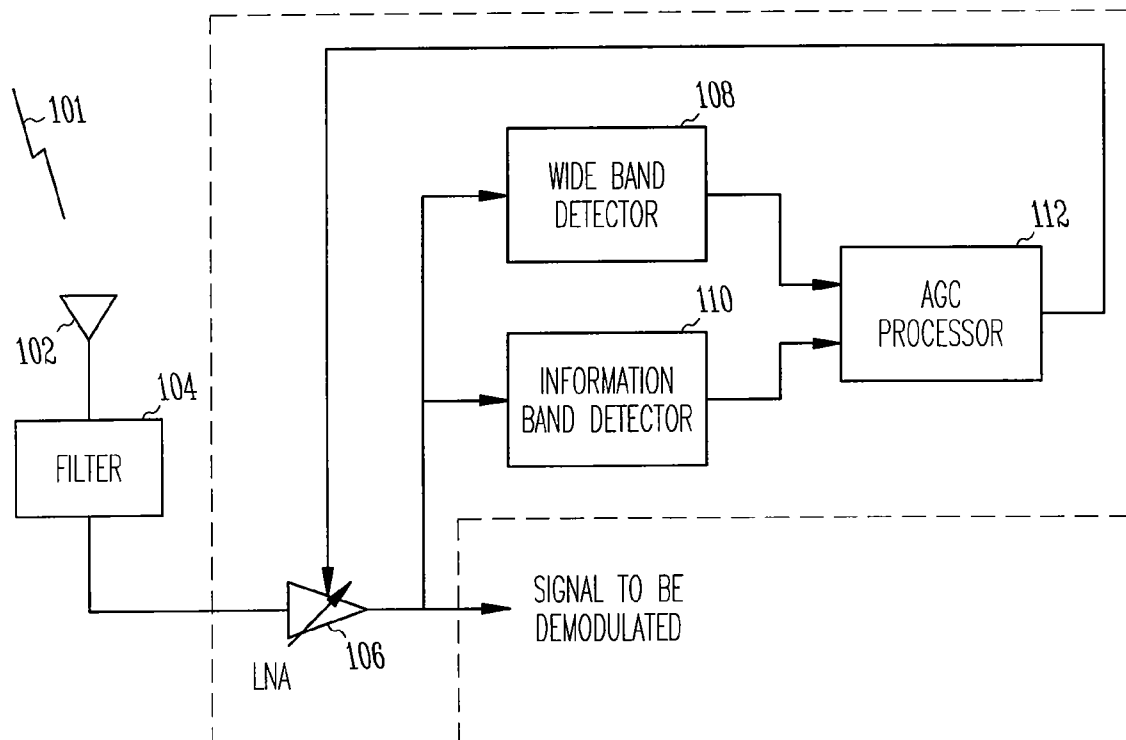 101
108
WIDE BAND
DETECTOR
112
AGC
PROCESSOR
110
INFORMATION
BAND DETECTOR
102
104
FILTER
SIGNAL TO BE
DEMODULATED
106
LNA